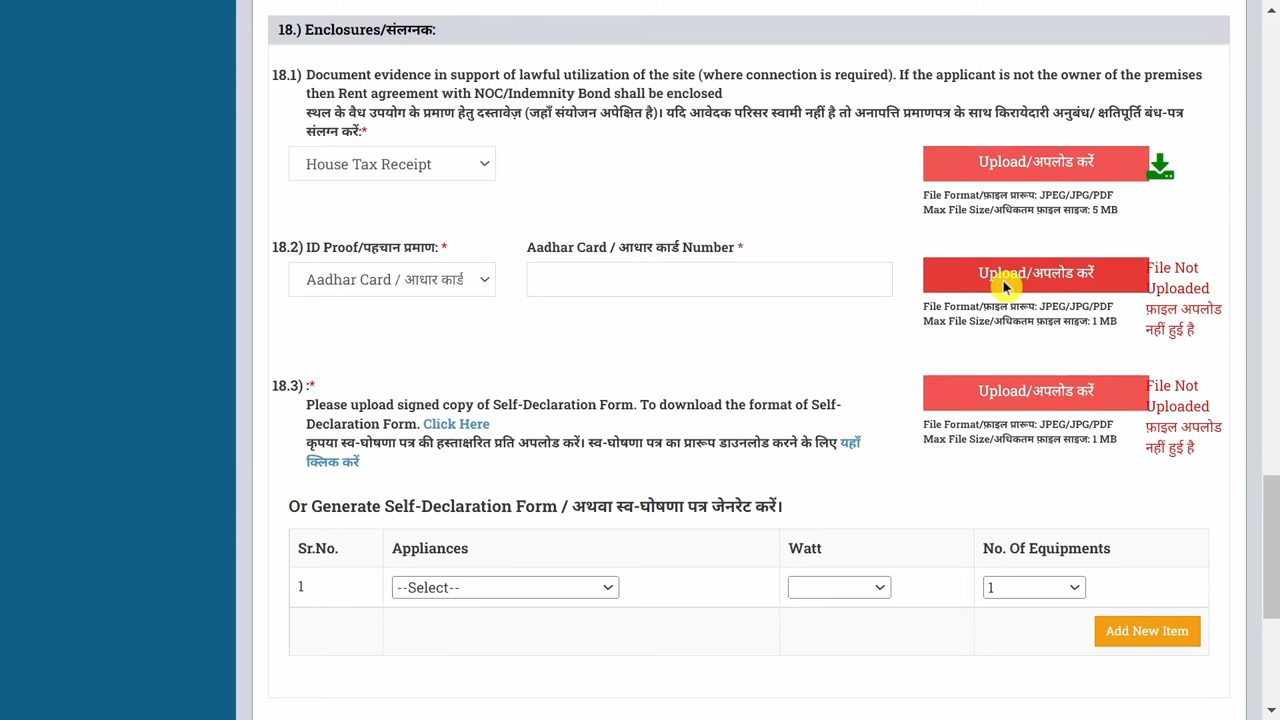 18.) Enclosures/संलग्नक:
18.1) Document evidence in support of lawful utilization of the site (where connection is required). If the applicant is not the owner of the premises
then Rent agreement with NOC/Indemnity Bond shall be enclosed
स्थल के वैध उपयोग के प्रमाण हेतु दस्तावेज़ (जहाँ संयोजन अपेक्षित है)। यदि आवेदक परिसर स्वामी नहीं है तो अनापत्ति प्रमाणपत्र के साथ किरायेदारी अनुबंध/ क्षतिपूर्ति बंध-पत्र
संलग्न करें:*
House Tax Receipt
Upload/अपलोड करें
File Format/फ़ाइल प्रारूप: JPEG/JPG/PDF
Max File Size/अधिकतम फ़ाइल साइज: 5 MB
18.2) ID Proof/पहचान प्रमाण: *
Aadhar Card / आधार कार्ड Number *
Aadhar Card / आधार कार्ड
Upload/अपलोड करें
File Format/फ़ाइल प्रारूप: JPEG/JPG/PDF
Max File Size/अधिकतम फ़ाइल साइज: 1 MB
File Not
Uploaded
फ़ाइल अपलोड
नहीं हुई है
18.3) :*
Please upload signed copy of Self-Declaration Form. To download the format of Self-
Declaration Form. Click Here
कृपया स्व-घोषणा पत्र की हस्ताक्षरित प्रति अपलोड करें। स्व-घोषणा पत्र का प्रारूप डाउनलोड करने के लिए यहाँ
क्लिक करें
Upload/अपलोड करें
File Format/फ़ाइल प्रारूप: JPEG/JPG/PDF
Max File Size/अधिकतम फ़ाइल साइज: 1 MB
File Not
Uploaded
फ़ाइल अपलोड
नहीं हुई है
Or Generate Self-Declaration Form / अथवा स्व-घोषणा पत्र जेनरेट करें।
Sr.No. Appliances Watt No. Of Equipments
1 --Select-- 1
Add New Item